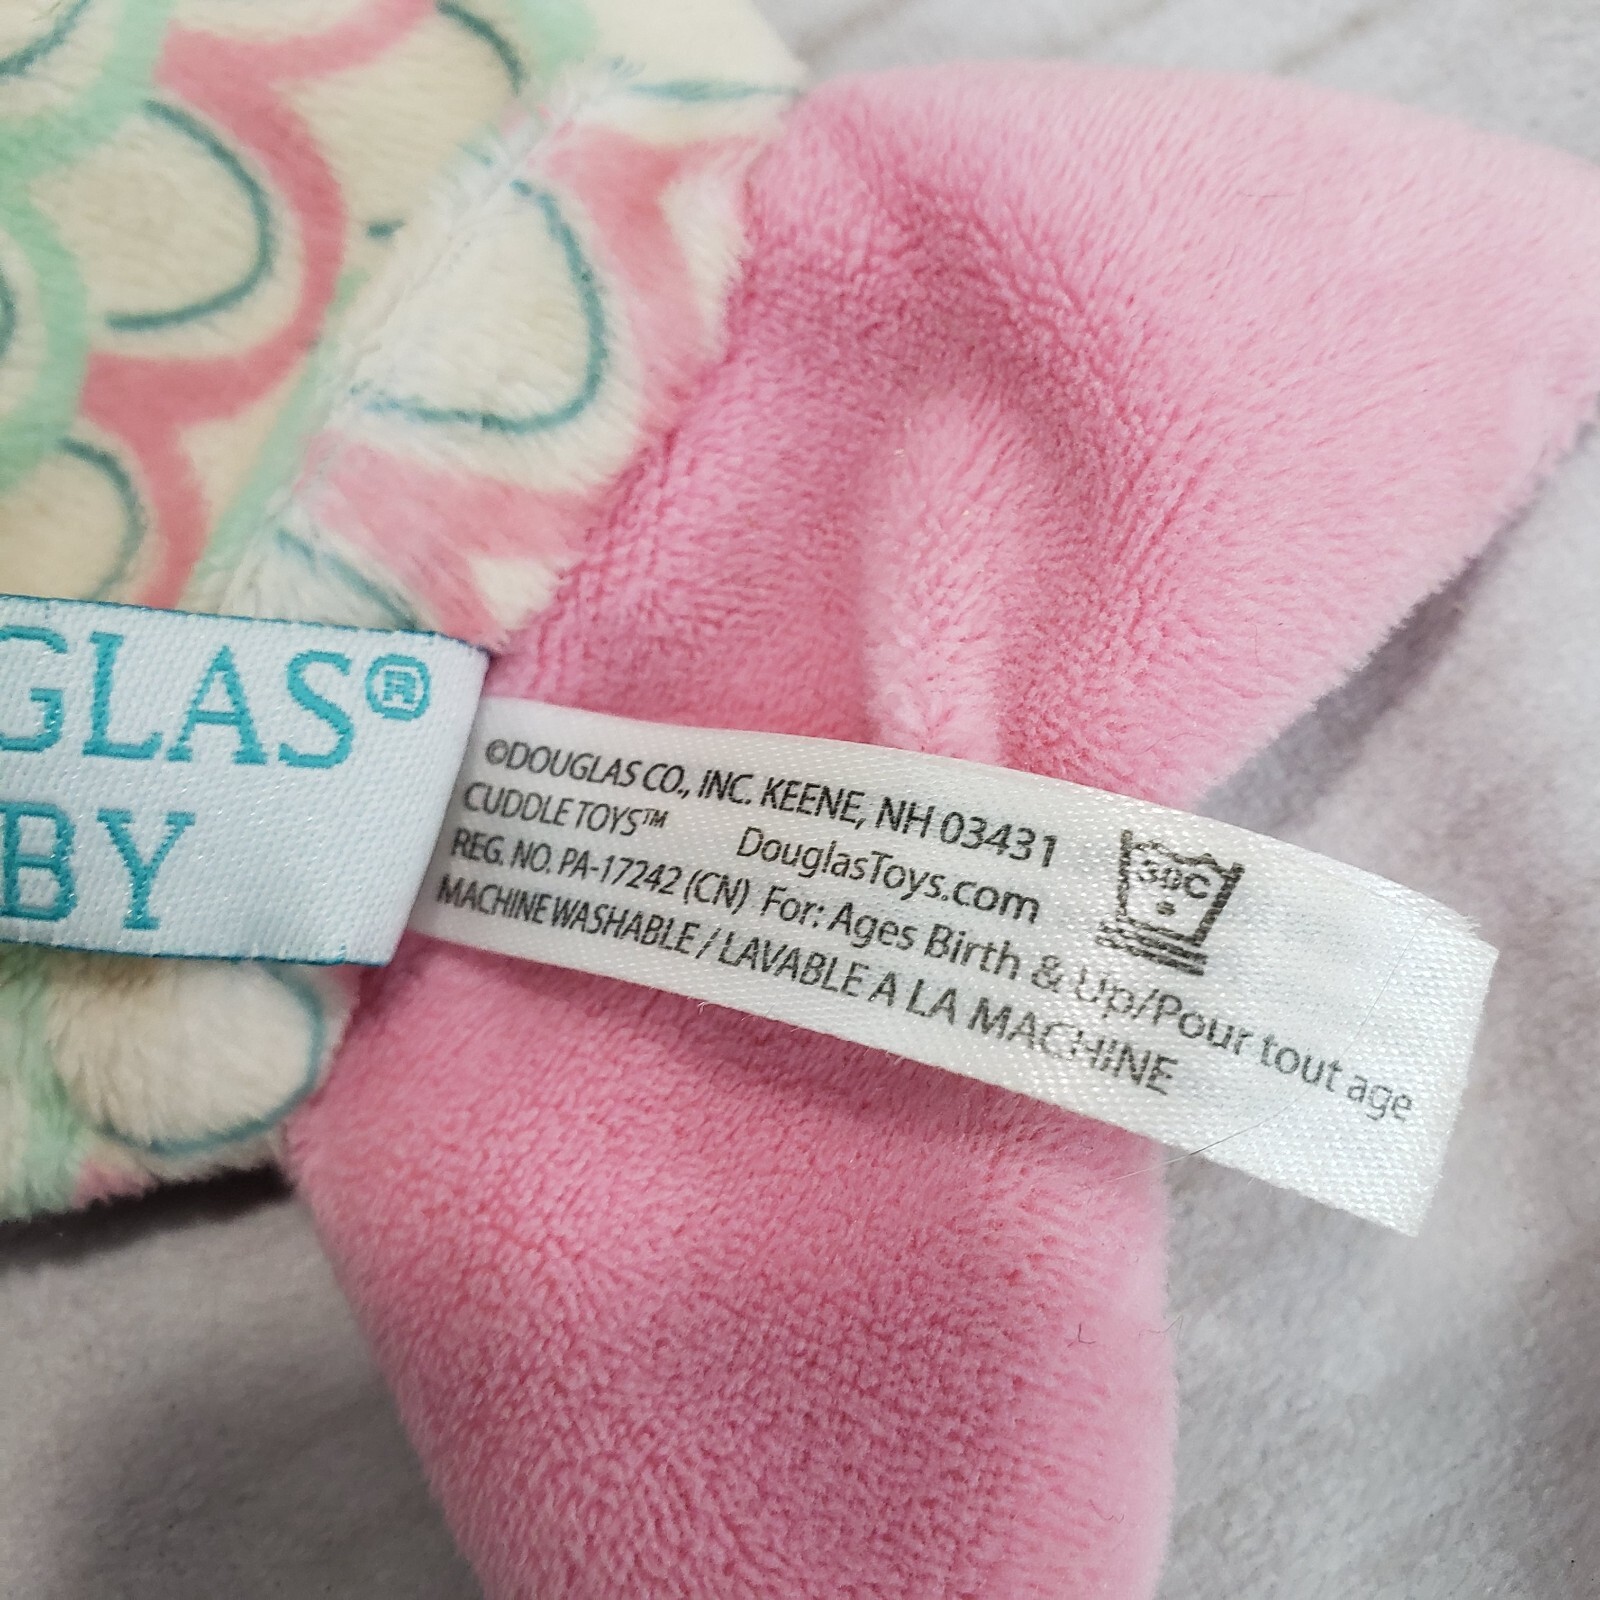 GLAS®
BY
©DOUGLAS CO., INC. KEENE, NH 03431
CUDDLE TOYS™ DouglasToys.com
REG. NO. PA-17242 (CN) For: Ages Birth & Up/Pour tout age
MACHINE WASHABLE / LAVABLE A LA MACHINE
30C